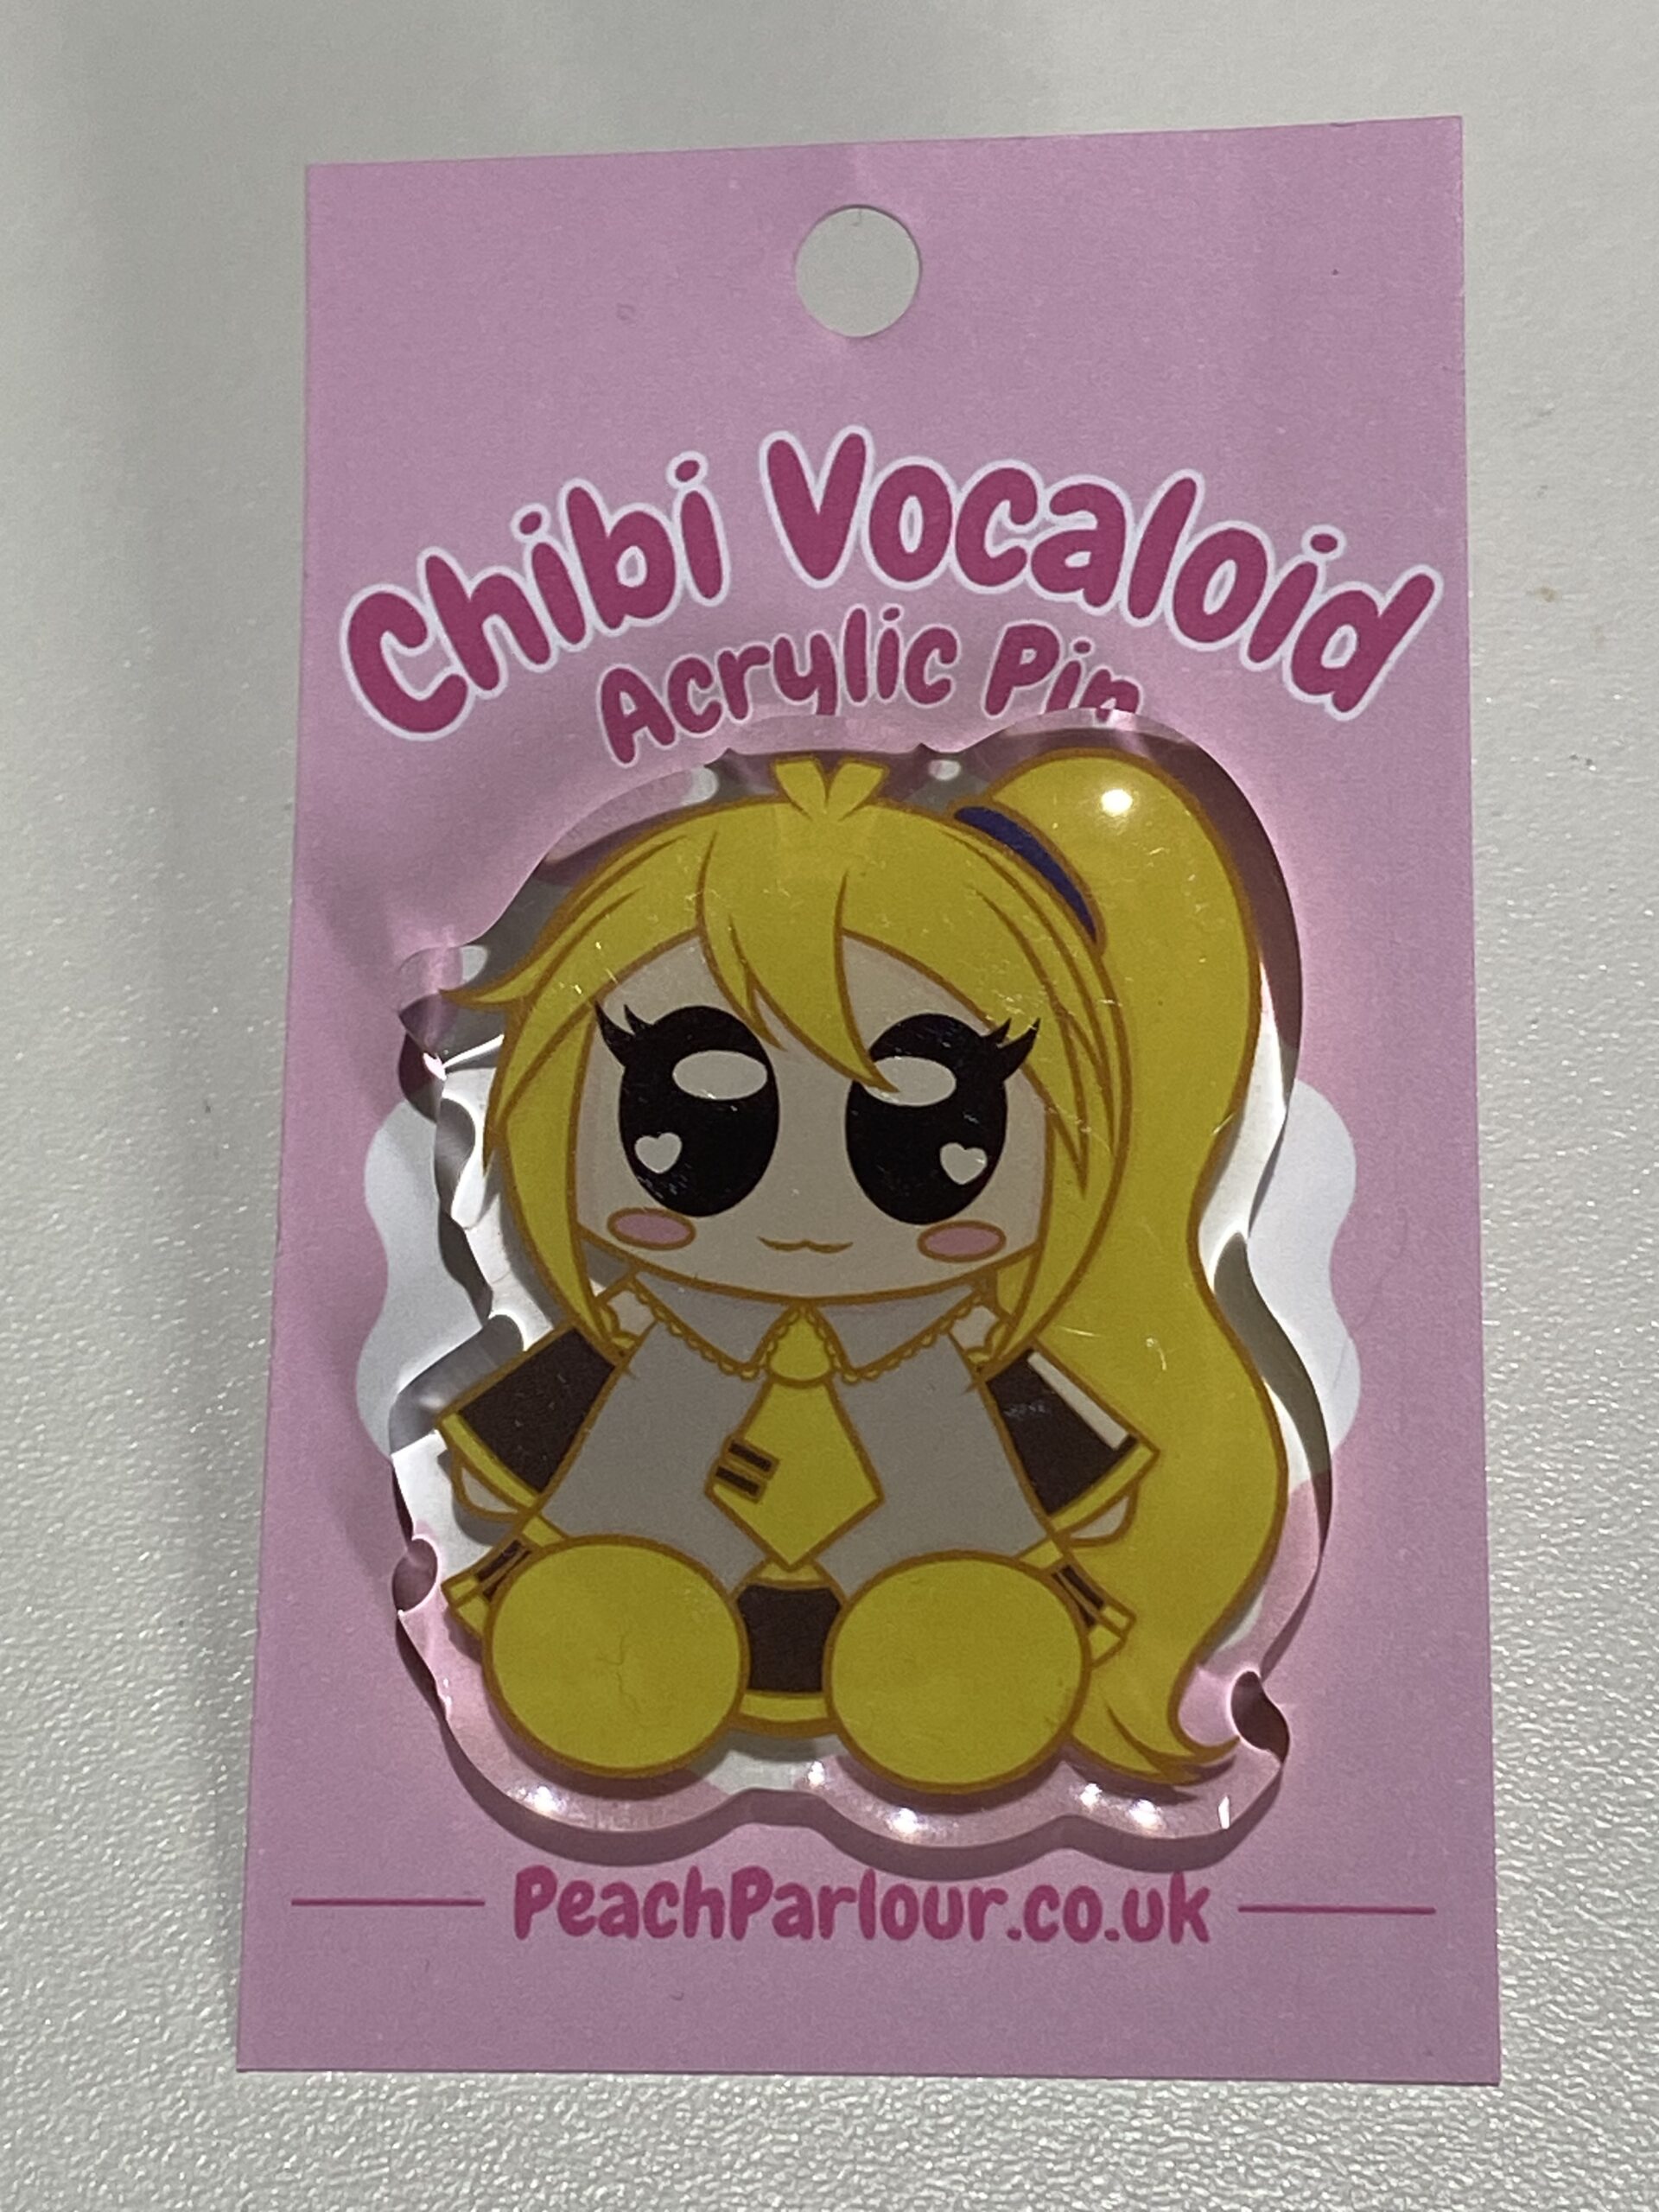 Chibi Vocaloid
Acrylic Pin
PeachParlour.co.uk